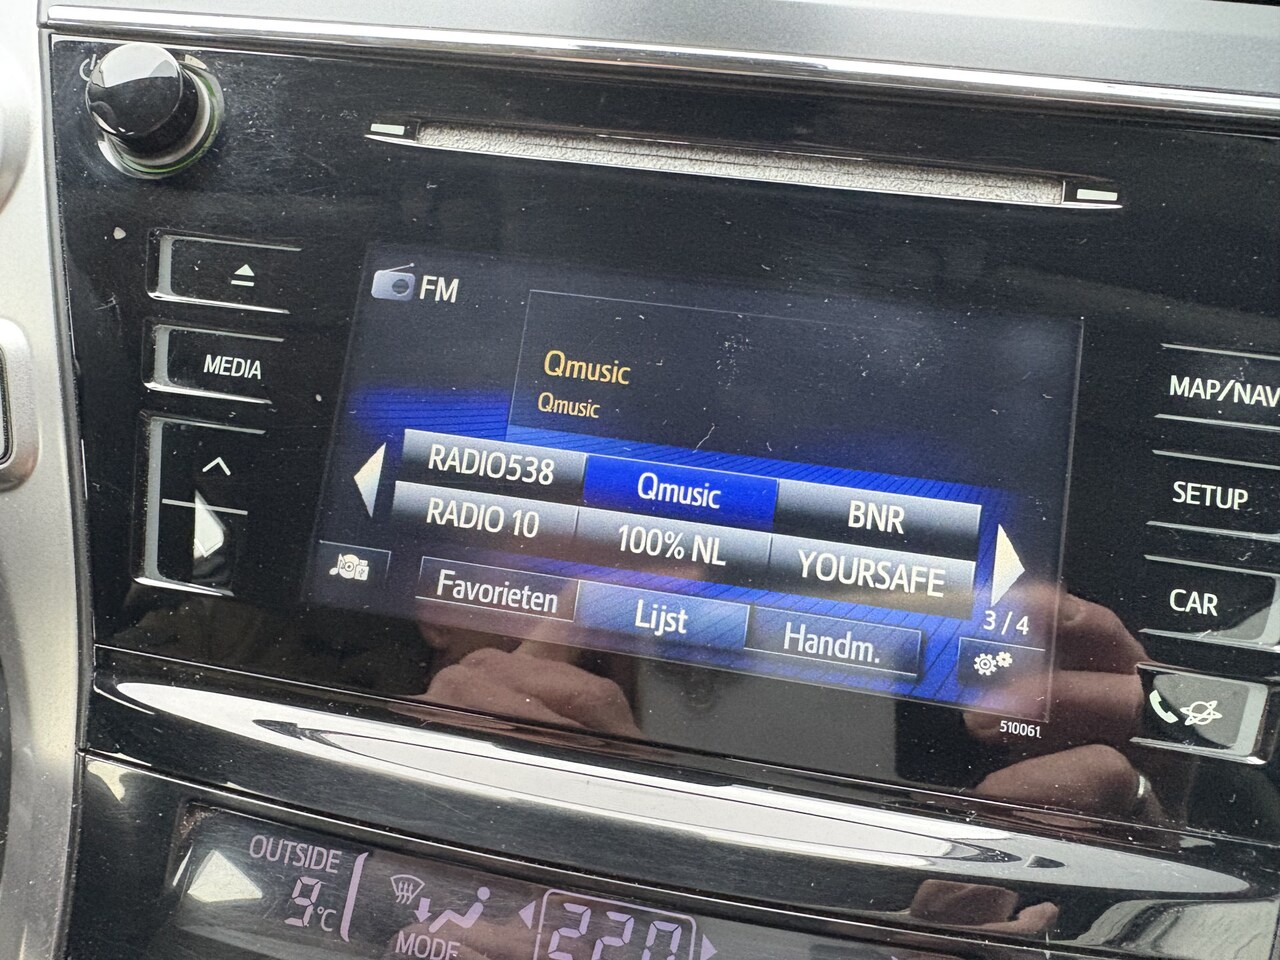 FM
Qmusic
Qmusic
MEDIA
RADIO538 Qmusic BNR
RADIO 10 100% NL YOURSAFE
Favorieten Lijst Handm.
3 / 4
MAP/NAV
SETUP
CAR
510061
OUTSIDE
9°C
MODE
22.0